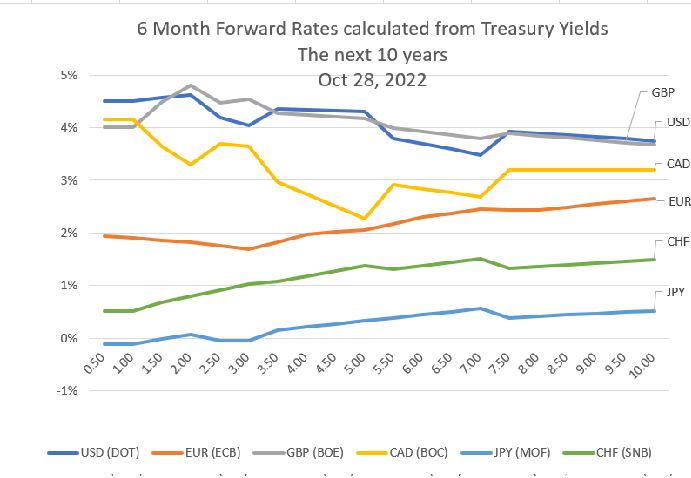 6 Month Forward Rates calculated from Treasury Yields
The next 10 years
Oct 28, 2022
5%
4%
3%
2%
1%
0%
-1%
GBP
USD
CAD
EUR
CHF
JPY
0.50 1.00 1.50 2.00 2.50 3.00 3.50 4.00 4.50 5.00 5.50 6.00 6.50 7.00 7.50 8.00 8.50 9.00 9.50 10.00
USD (DOT) EUR (ECB) GBP (BOE) CAD (BOC) JPY (MOF) CHF (SNB)